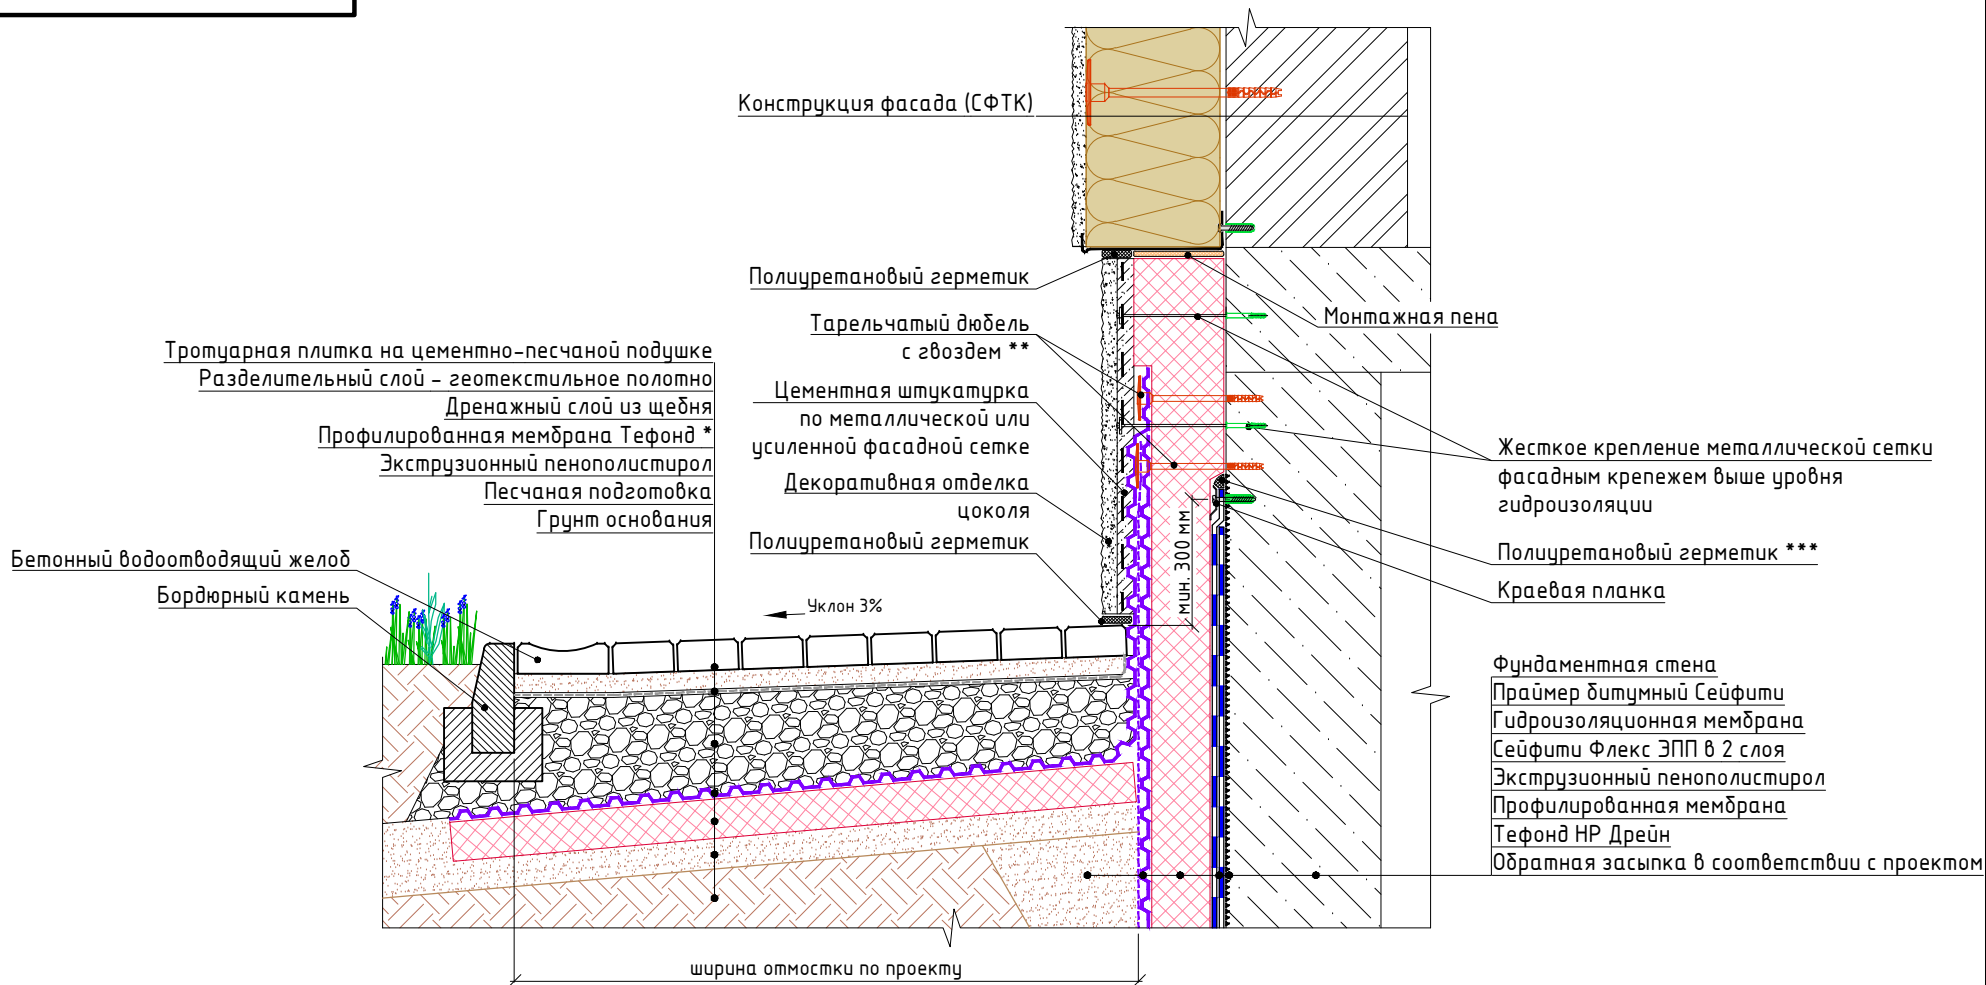 Конструкция фасада (СФТК)
Полиуретановый герметик
Тарельчатый дюбель
с гвоздем **
Цементная штукатурка
по металлической или
усиленной фасадной сетке
Декоративная отделка
цоколя
Полиуретановый герметик
Тротуарная плитка на цементно-песчаной подушке
Разделительный слой - геотекстильное полотно
Дренажный слой из щебня
Профилированная мембрана Тефонд *
Экструзионный пенополистирол
Песчаная подготовка
Грунт основания
Бетонный водоотводящий желоб
Бордюрный камень
Уклон 3%
мин. 300 мм
Монтажная пена
Жесткое крепление металлической сетки
фасадным крепежем выше уровня
гидроизоляции
Полиуретановый герметик ***
Краевая планка
Фундаментная стена
Праймер битумный Сейфити
Гидроизоляционная мембрана
Сейфити Флекс ЭПП в 2 слоя
Экструзионный пенополистирол
Профилированная мембрана
Тефонд НР Дрейн
Обратная засыпка в соответствии с проектом
ширина отмостки по проекту